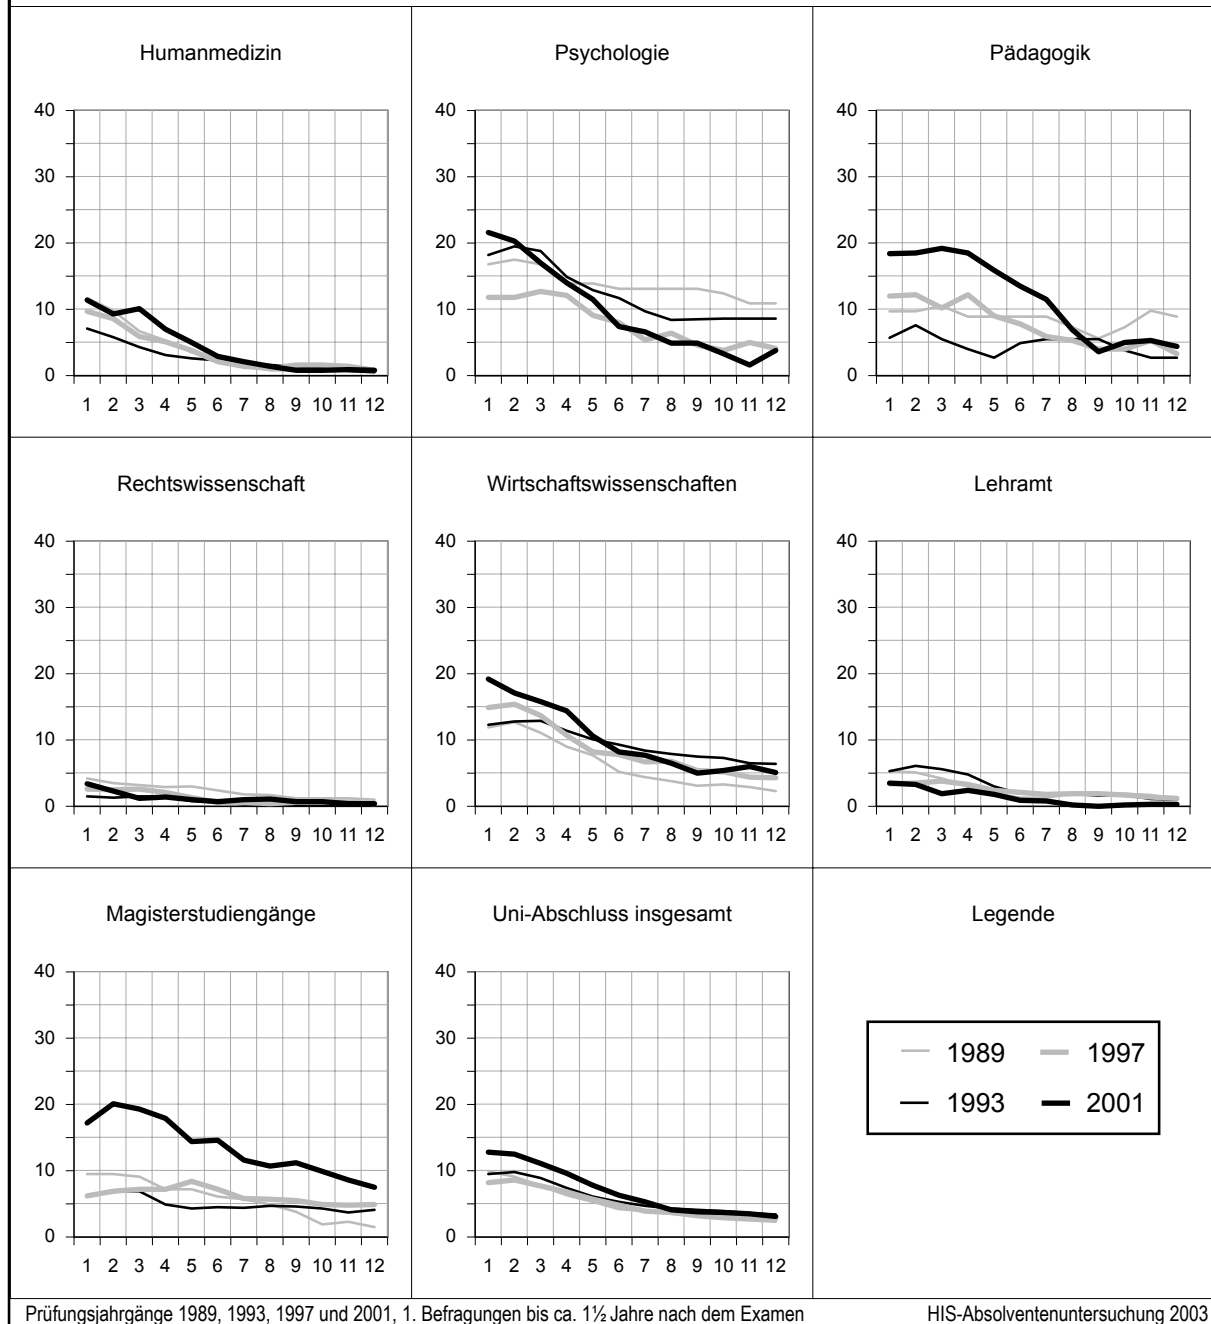 Humanmedizin
40
30
20
10
0
1 2 3 4 5 6 7 8 9 10 11 12
Psychologie
40
30
20
10
0
1 2 3 4 5 6 7 8 9 10 11 12
Pädagogik
40
30
20
10
0
1 2 3 4 5 6 7 8 9 10 11 12
Rechtswissenschaft
40
30
20
10
0
1 2 3 4 5 6 7 8 9 10 11 12
Wirtschaftswissenschaften
40
30
20
10
0
1 2 3 4 5 6 7 8 9 10 11 12
Lehramt
40
30
20
10
0
1 2 3 4 5 6 7 8 9 10 11 12
Magisterstudiengänge
40
30
20
10
0
1 2 3 4 5 6 7 8 9 10 11 12
Uni-Abschluss insgesamt
40
30
20
10
0
1 2 3 4 5 6 7 8 9 10 11 12
Legende
1989 1997
1993 2001
Prüfungsjahrgänge 1989, 1993, 1997 und 2001, 1. Befragungen bis ca. 1½ Jahre nach dem Examen HIS-Absolventenuntersuchung 2003